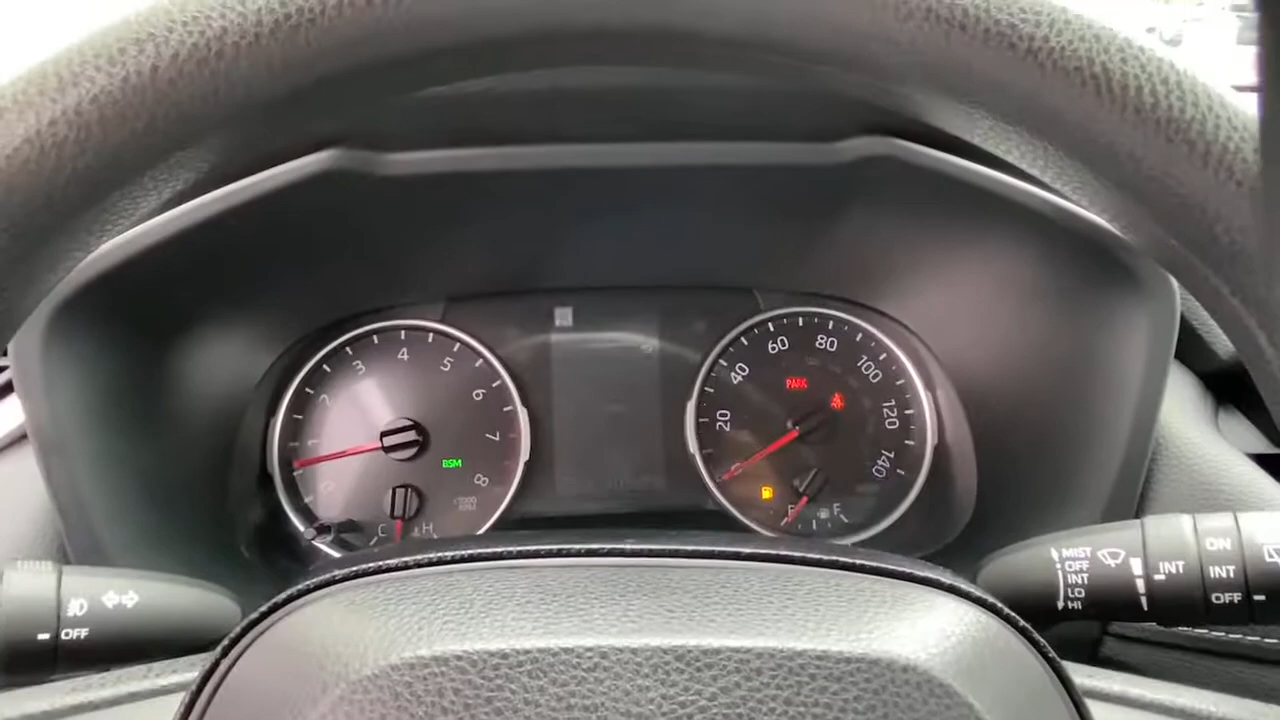 1 2 3 4 5 6 7 8
BSM
x1000
RPM
C H
20 40 60 80 100 120 140
PARK
E F
OFF
MIST
OFF
INT
LO
HI
INT
ON
INT
OFF